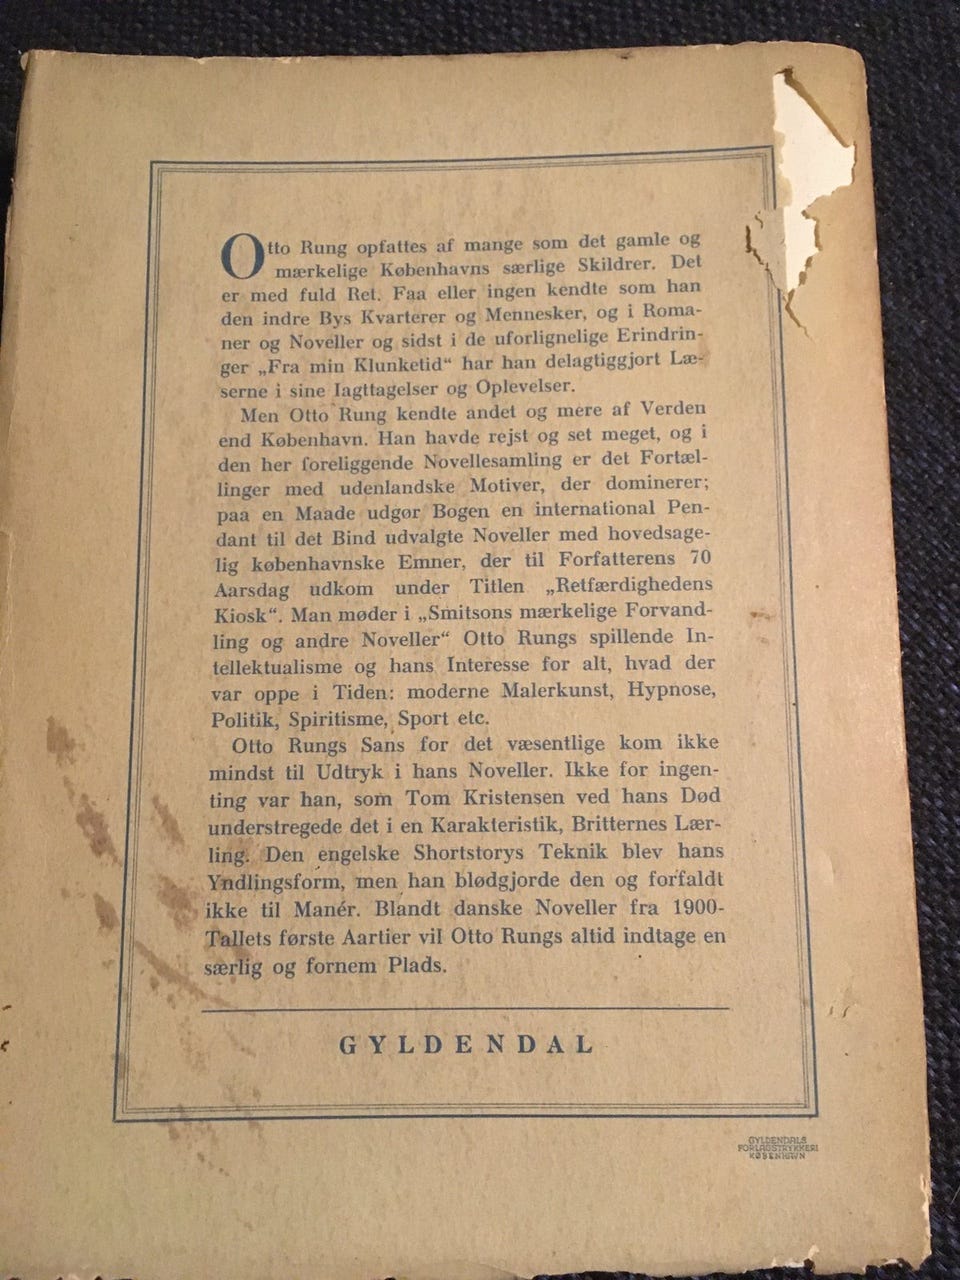 Otto Rung opfattes af mange som det gamle og
mærkelige Københavns særlige Skildrer. Det
er med fuld Ret. Faa eller ingen kendte som han
den indre Bys Kvarterer og Mennesker, og i Roma-
ner og Noveller og sidst i de uforlignelige Erindrin-
ger „Fra min Klunketid“ har han delagtiggjort Læ-
serne i sine Iagttagelser og Oplevelser.
Men Otto Rung kendte andet og mere af Verden
end København. Han havde rejst og set meget, og i
den her foreliggende Novellesamling er det Fortæl-
linger med udenlandske Motiver, der dominerer;
paa en Maade udgør Bogen en international Pen-
dant til det Bind udvalgte Noveller med hovedsage-
lig københavnske Emner, der til Forfatterens 70
Aarsdag udkom under Titlen „Retfærdighedens
Kiosk“. Man møder i „Smitsons mærkelige Forvand-
ling og andre Noveller“ Otto Rungs spillende In-
tellektualisme og hans Interesse for alt, hvad der
var oppe i Tiden: moderne Malerkunst, Hypnose,
Politik, Spiritisme, Sport etc.
Otto Rungs Sans for det væsentlige kom ikke
mindst til Udtryk i hans Noveller. Ikke for ingen-
ting var han, som Tom Kristensen ved hans Død
understregede det i en Karakteristik, Britternes Lær-
ling. Den engelske Shortstorys Teknik blev hans
Yndlingsform, men han blødgjorde den og forfaldt
ikke til Manér. Blandt danske Noveller fra 1900-
Tallets første Aartier vil Otto Rungs altid indtage en
særlig og fornem Plads.
GYLDENDAL
GYLDENDALS
FORLAGSTRYKKERI
KØBENHAVN